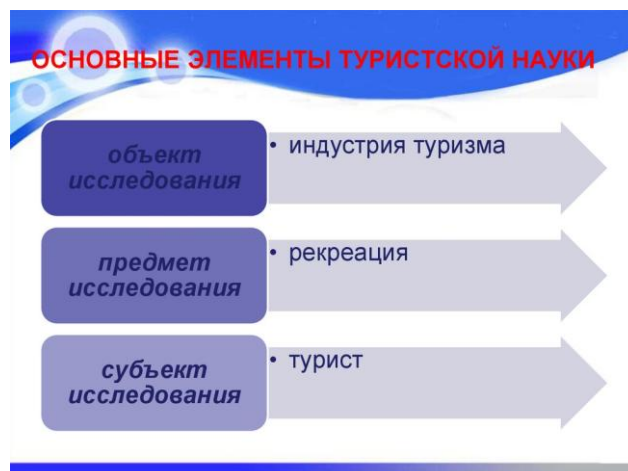 ОСНОВНЫЕ ЭЛЕМЕНТЫ ТУРИСТСКОЙ НАУКИ
объект
исследования
• индустрия туризма
предмет
исследования
• рекреация
субъект
исследования
• турист